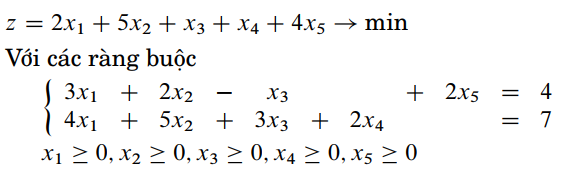 z = 2x₁ + 5x₂ + x₃ + x₄ + 4x₅ → min
Với các ràng buộc
{ 3x₁ + 2x₂ − x₃ + 2x₅ = 4
4x₁ + 5x₂ + 3x₃ + 2x₄ = 7
x₁ ≥ 0, x₂ ≥ 0, x₃ ≥ 0, x₄ ≥ 0, x₅ ≥ 0